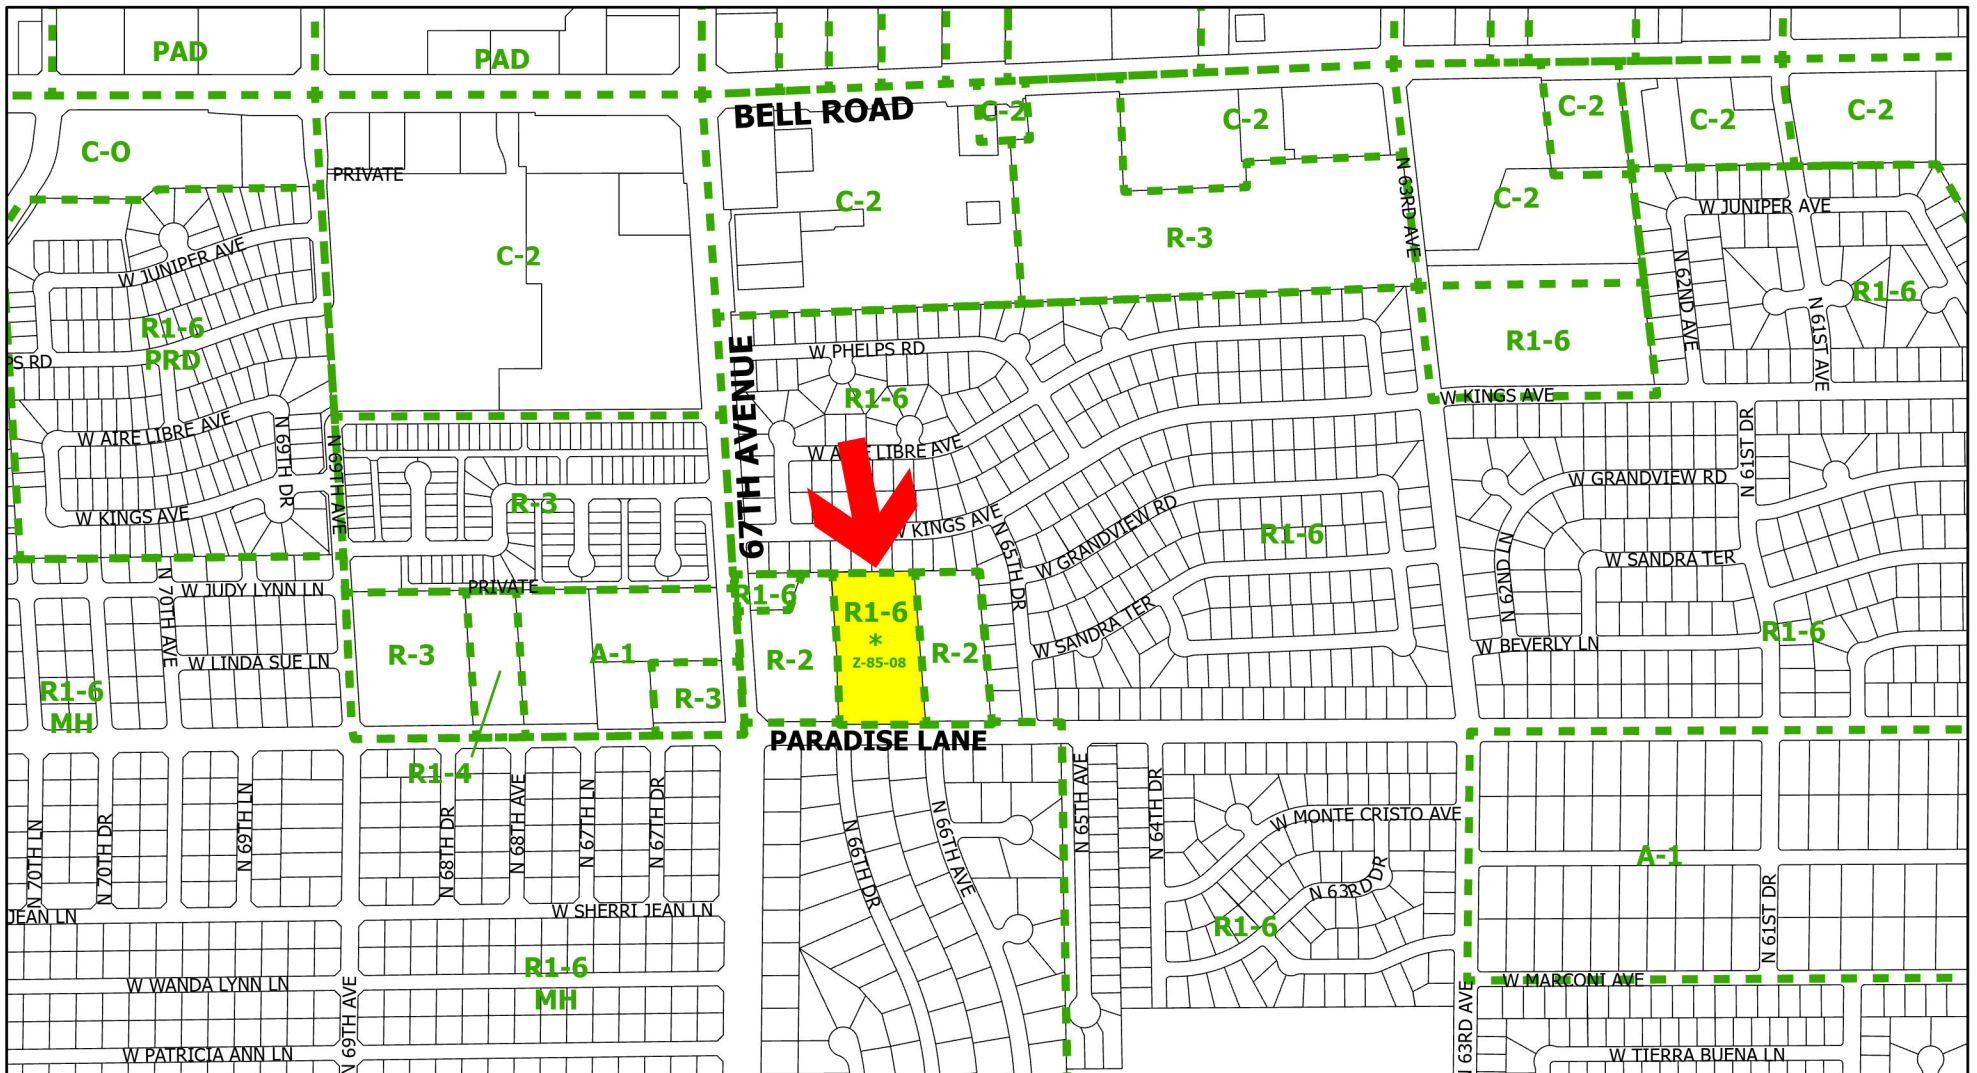 PAD
PAD
BELL ROAD
C-2
C-2
C-2
C-2
C-2
C-O
PRIVATE
N 63RD AVE
C-2
C-2
W JUNIPER AVE
R-3
W JUNIPER AVE
C-2
N 62ND AVE
R1-6
N 61ST AVE
R1-6
PRD
R1-6
PS RD
67TH AVENUE
W PHELPS RD
R1-6
W KINGS AVE
W AIRE LIBRE AVE
N 69TH DR
N 69TH AVE
LIBRE AVE
N 61ST DR
W GRANDVIEW RD
R-3
W KINGS AVE
W KINGS AVE
N 65TH DR
W GRANDVIEW RD
R1-6
N 62ND LN
W SANDRA TER
W JUDY LYNN LN
N 70TH AVE
PRIVATE
R1-6
R1-6
*
Z-85-08
W SANDRA TER
R1-6
W BEVERLY LN
W LINDA SUE LN
R-3
A-1
R-2
R-2
R1-6
MH
R-3
PARADISE LANE
R1-4
N 70TH LN
N 70TH DR
N 69TH LN
N 68TH DR
N 68TH AVE
N 67TH LN
N 67TH DR
N 66TH DR
N 66TH AVE
N 65TH AVE
N 64TH DR
W MONTE CRISTO AVE
A-1
N 63RD DR
N 61ST DR
R1-6
JEAN LN
W SHERRI JEAN LN
R1-6
MH
W WANDA LYNN LN
N 69TH AVE
W MARCONI AVE
N 63RD AVE
W PATRICIA ANN LN
W TIERRA BUENA LN